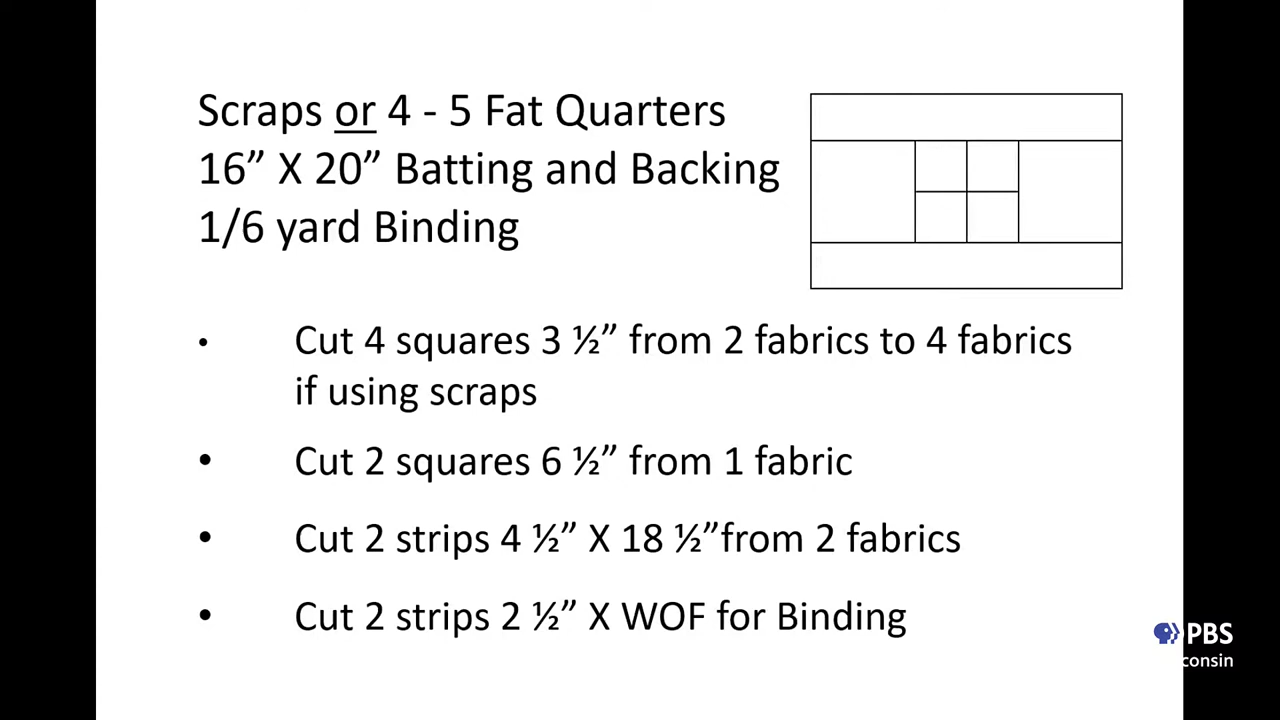 Scraps or 4 - 5 Fat Quarters
16” X 20” Batting and Backing
1/6 yard Binding
• Cut 4 squares 3 ½” from 2 fabrics to 4 fabrics
if using scraps
• Cut 2 squares 6 ½” from 1 fabric
• Cut 2 strips 4 ½” X 18 ½”from 2 fabrics
• Cut 2 strips 2 ½” X WOF for Binding
PBS
consin